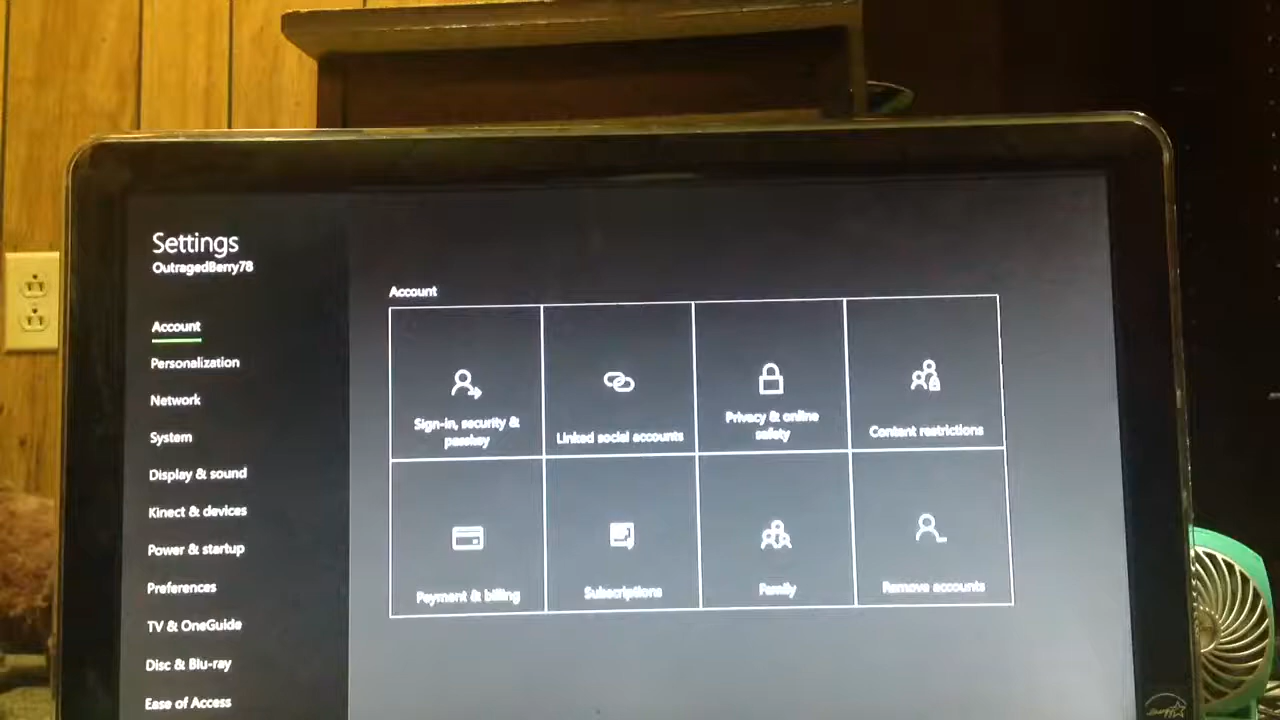 Settings
OutragedBerry78
Account
Personalization
Network
System
Display & sound
Kinect & devices
Power & startup
Preferences
TV & OneGuide
Disc & Blu-ray
Ease of Access
Account
Sign-in, security &
passkey
Linked social accounts
Privacy & online
safety
Content restrictions
Payment & billing
Subscriptions
Family
Remove accounts